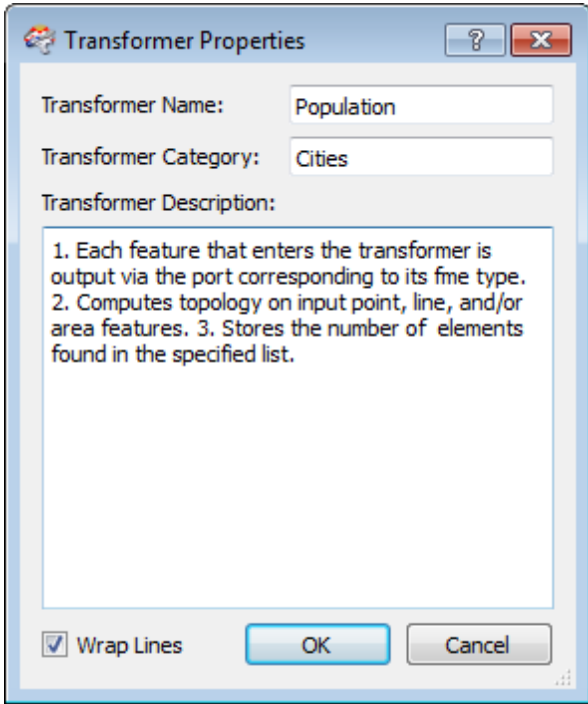 Transformer Properties
Transformer Name: Population
Transformer Category: Cities
Transformer Description:
1. Each feature that enters the transformer is
output via the port corresponding to its fme type.
2. Computes topology on input point, line, and/or
area features. 3. Stores the number of elements
found in the specified list.
Wrap Lines OK Cancel